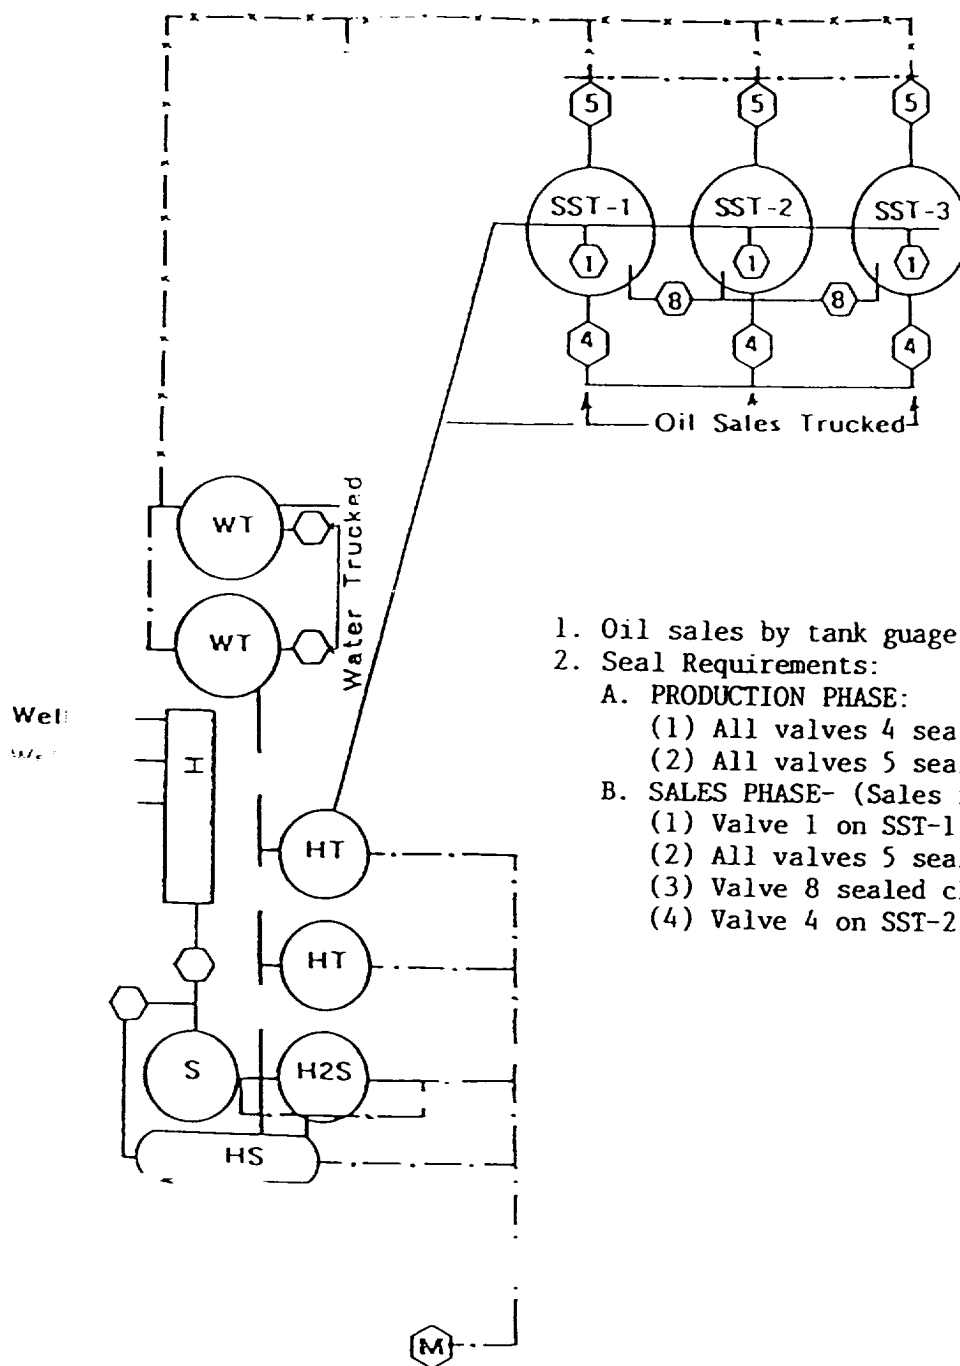 5 5 5
SST-1 SST-2 SST-3
1 1 1
8 8
4 4 4
Oil Sales Trucked
WT
Water Trucked
WT
1. Oil sales by tank guage
2. Seal Requirements:
A. PRODUCTION PHASE:
(1) All valves 4 sea
(2) All valves 5 sea
B. SALES PHASE- (Sales
(1) Valve 1 on SST-1
(2) All valves 5 sea
(3) Valve 8 sealed c
(4) Valve 4 on SST-2
Well
H
HT
HT
S H2S
HS
M